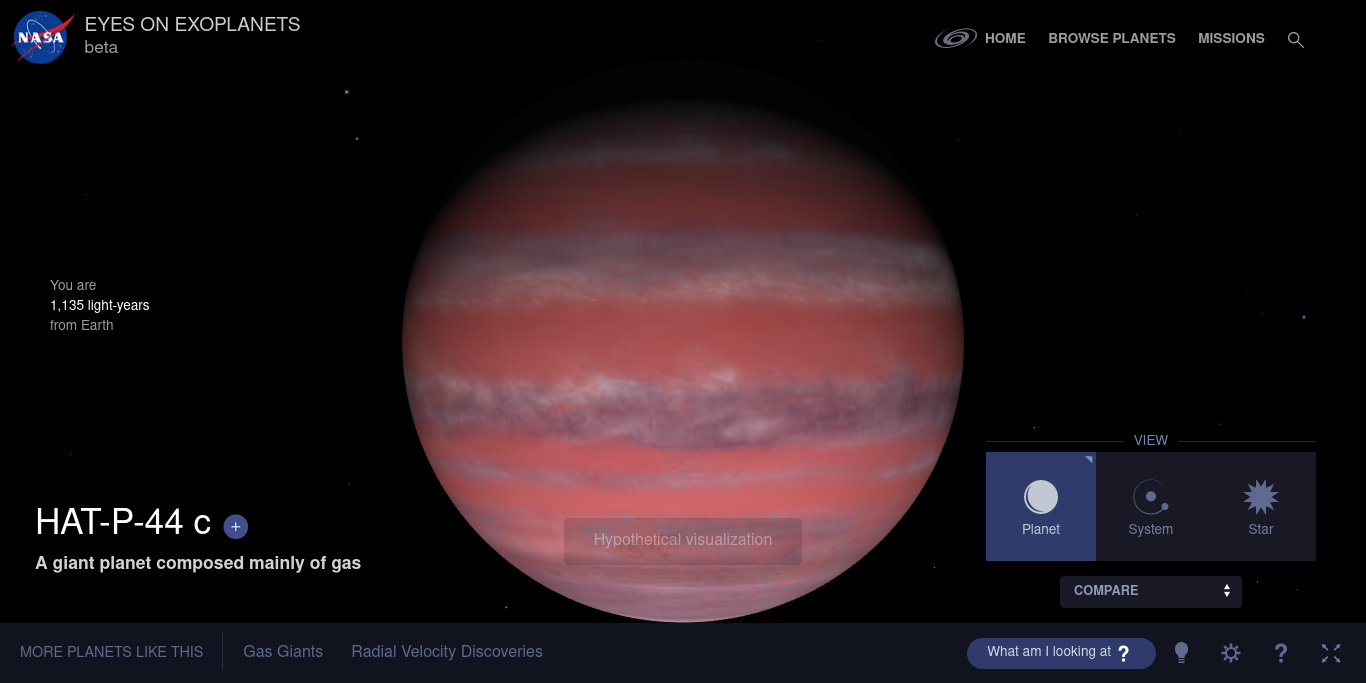 NASA
EYES ON EXOPLANETS
beta
HOME
BROWSE PLANETS
MISSIONS
You are
1,135 light-years
from Earth
VIEW
Planet
System
Star
COMPARE
HAT-P-44 c +
A giant planet composed mainly of gas
Hypothetical visualization
MORE PLANETS LIKE THIS
Gas Giants
Radial Velocity Discoveries
What am I looking at ?
?